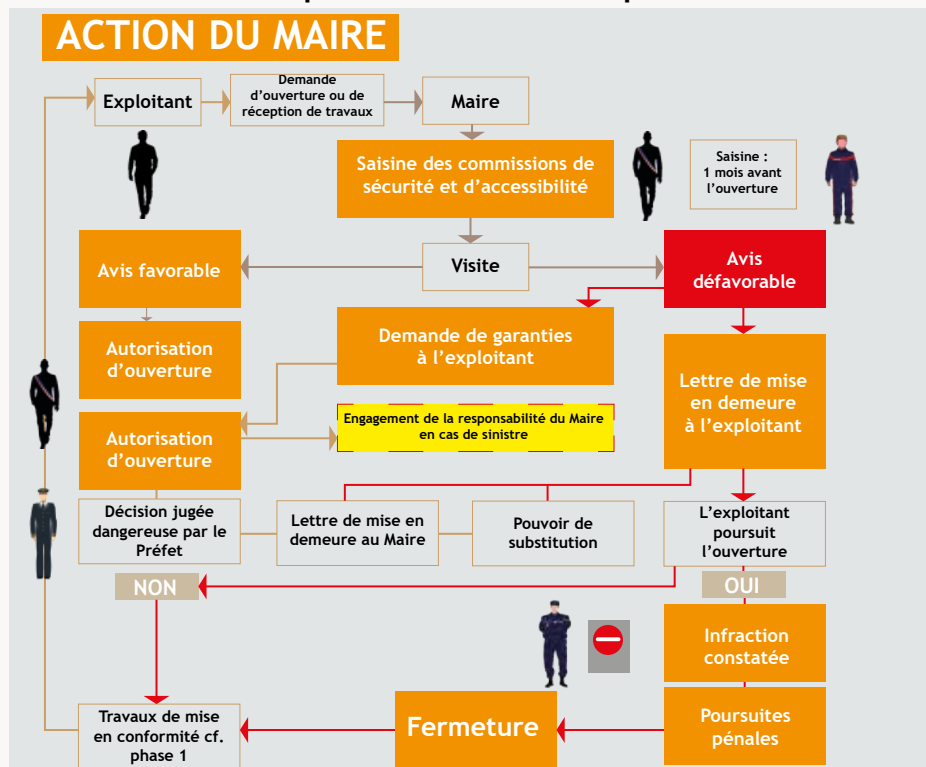 ACTION DU MAIRE
Exploitant
Demande
d’ouverture ou de
réception de travaux
Maire
Saisine des commissions de
sécurité et d’accessibilité
Saisine :
1 mois avant
l’ouverture
Avis favorable
Visite
Avis
défavorable
Autorisation
d’ouverture
Demande de garanties
à l’exploitant
Lettre de mise
en demeure
à l’exploitant
Autorisation
d’ouverture
Engagement de la responsabilité du Maire
en cas de sinistre
Décision jugée
dangereuse par le
Préfet
Lettre de mise en
demeure au Maire
Pouvoir de
substitution
L’exploitant
poursuit
l’ouverture
NON
OUI
Infraction
constatée
Travaux de mise
en conformité cf.
phase 1
Fermeture
Poursuites
pénales